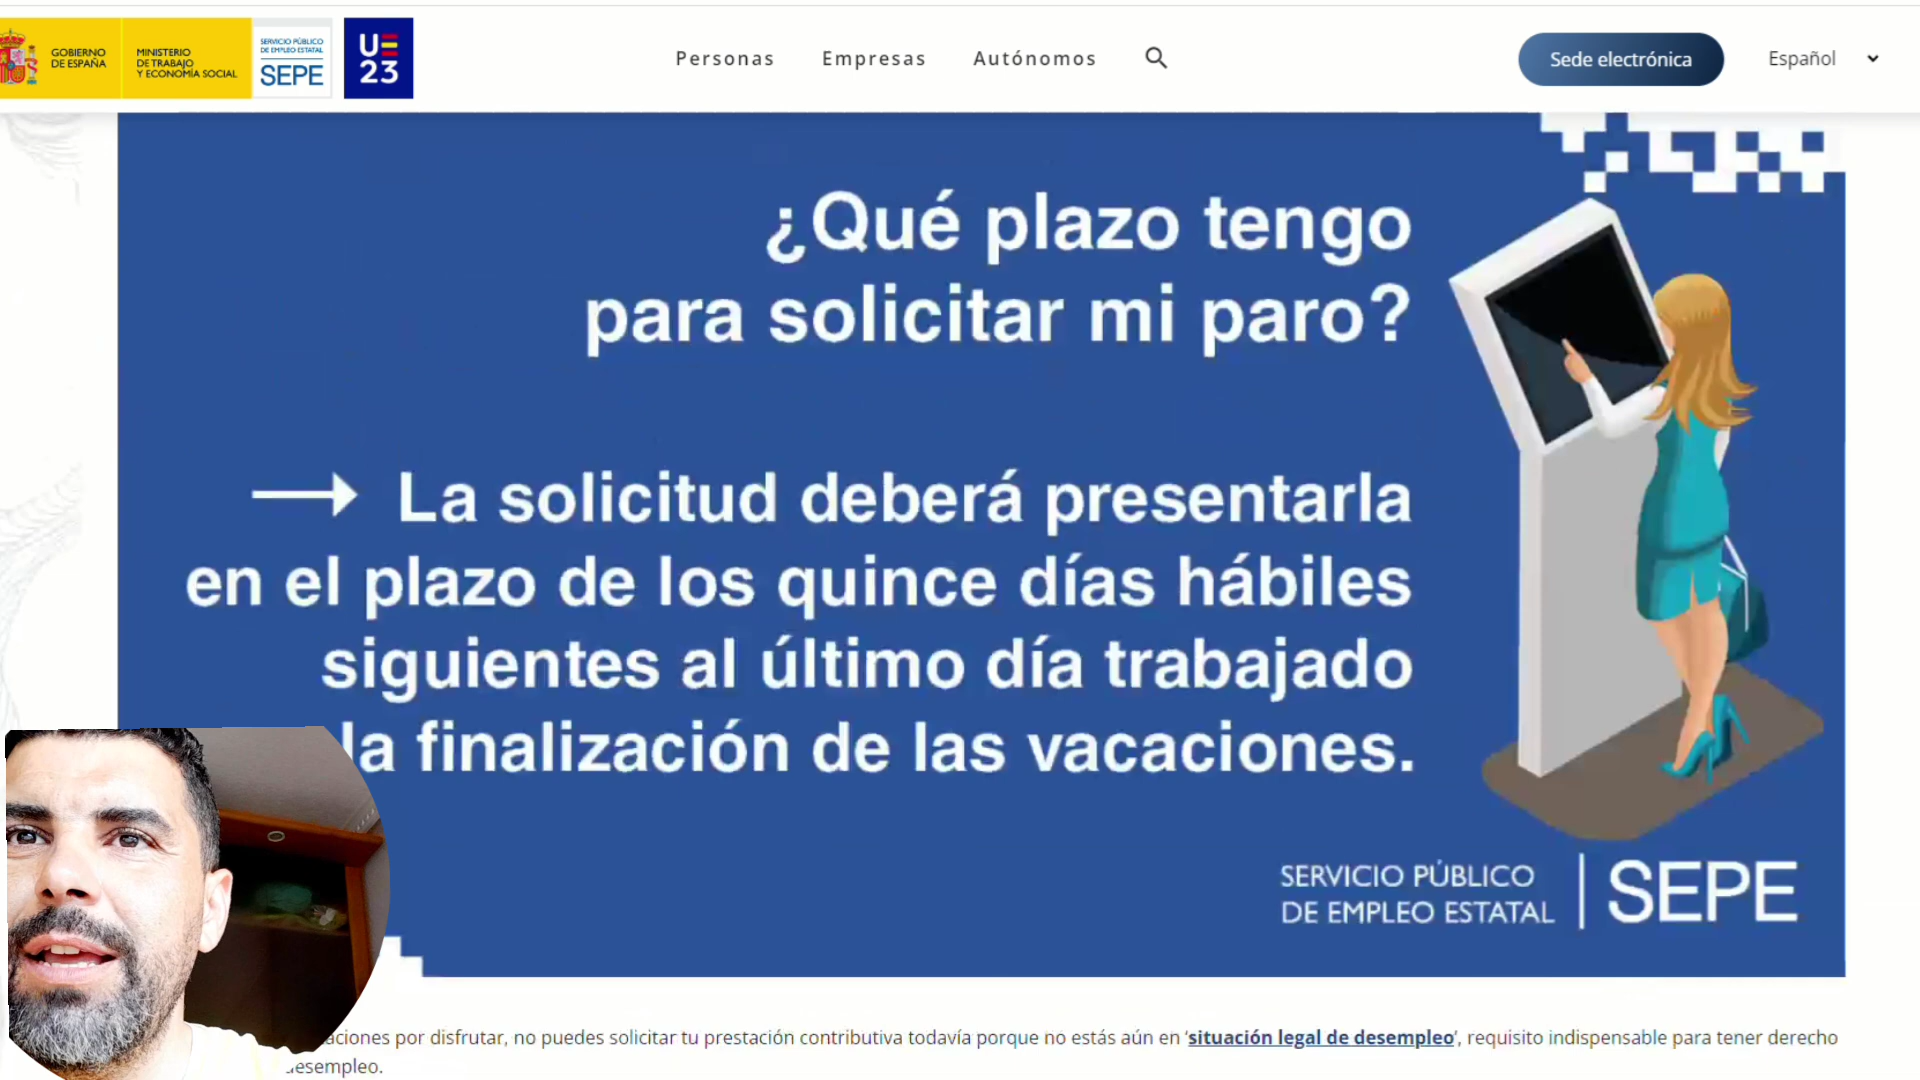 GOBIERNO
DE ESPAÑA
MINISTERIO
DE TRABAJO
Y ECONOMÍA SOCIAL
SERVICIO PÚBLICO
DE EMPLEO ESTATAL
SEPE
UE
23
Personas
Empresas
Autónomos
Sede electrónica
Español
¿Qué plazo tengo
para solicitar mi paro?
→ La solicitud deberá presentarla
en el plazo de los quince días hábiles
siguientes al último día trabajado
la finalización de las vacaciones.
SERVICIO PÚBLICO
DE EMPLEO ESTATAL
SEPE
aciones por disfrutar, no puedes solicitar tu prestación contributiva todavía porque no estás aún en ‘situación legal de desempleo’, requisito indispensable para tener derecho
desempleo.